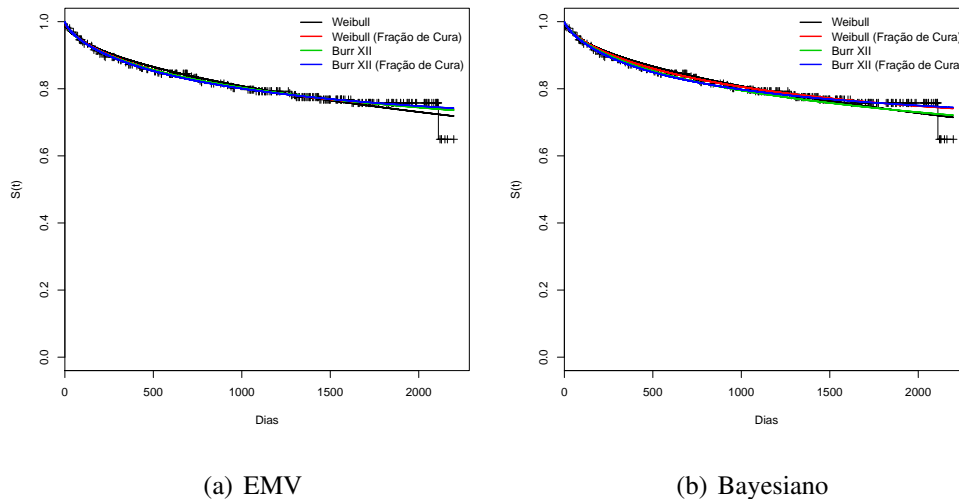 Weibull
Weibull (Fração de Cura)
Burr XII
Burr XII (Fração de Cura)
1.0
0.8
0.6
0.4
0.2
0.0
S(t)
0 500 1000 1500 2000
Dias
(a) EMV
Weibull
Weibull (Fração de Cura)
Burr XII
Burr XII (Fração de Cura)
1.0
0.8
0.6
0.4
0.2
0.0
S(t)
0 500 1000 1500 2000
Dias
(b) Bayesiano